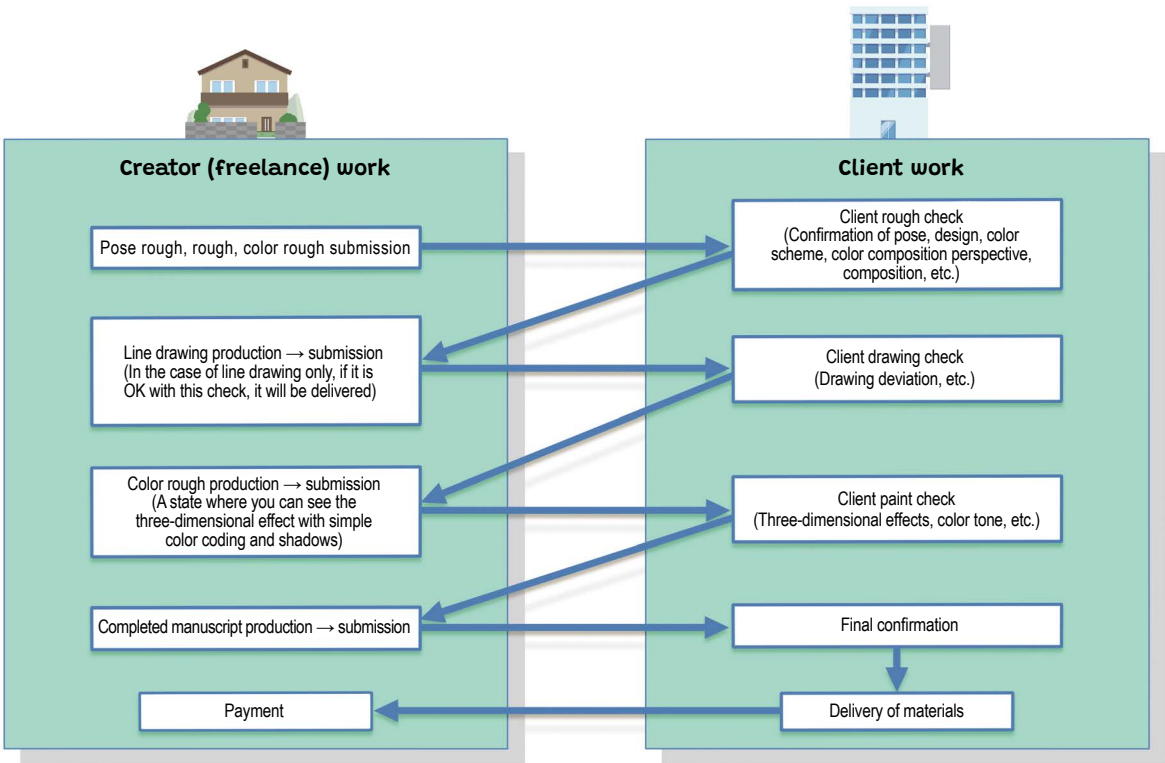 Creator (freelance) work
Pose rough, rough, color rough submission
Line drawing production → submission
(In the case of line drawing only, if it is
OK with this check, it will be delivered)
Color rough production → submission
(A state where you can see the
three-dimensional effect with simple
color coding and shadows)
Completed manuscript production → submission
Payment
Client work
Client rough check
(Confirmation of pose, design, color
scheme, color composition perspective,
composition, etc.)
Client drawing check
(Drawing deviation, etc.)
Client paint check
(Three-dimensional effects, color tone, etc.)
Final confirmation
Delivery of materials